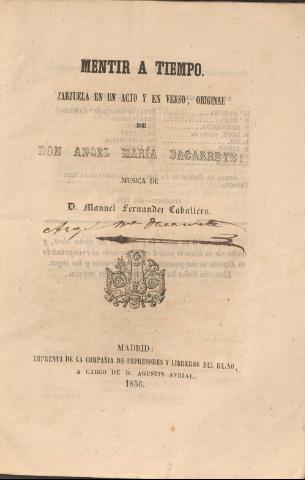 MENTIR A TIEMPO.
ZARZUELA EN UN ACTO Y EN VERSO, ORIGINAL
DE
DON ANGEL MARÍA DACARRETE.
MUSICA DE
D. Manuel Fernandez Caballero.
MADRID:
IMPRENTA DE LA COMPAÑIA DE IMPRESORES Y LIBREROS DEL REINO,
A CARGO DE D. AGUSTIN AVRIAL.
1856.